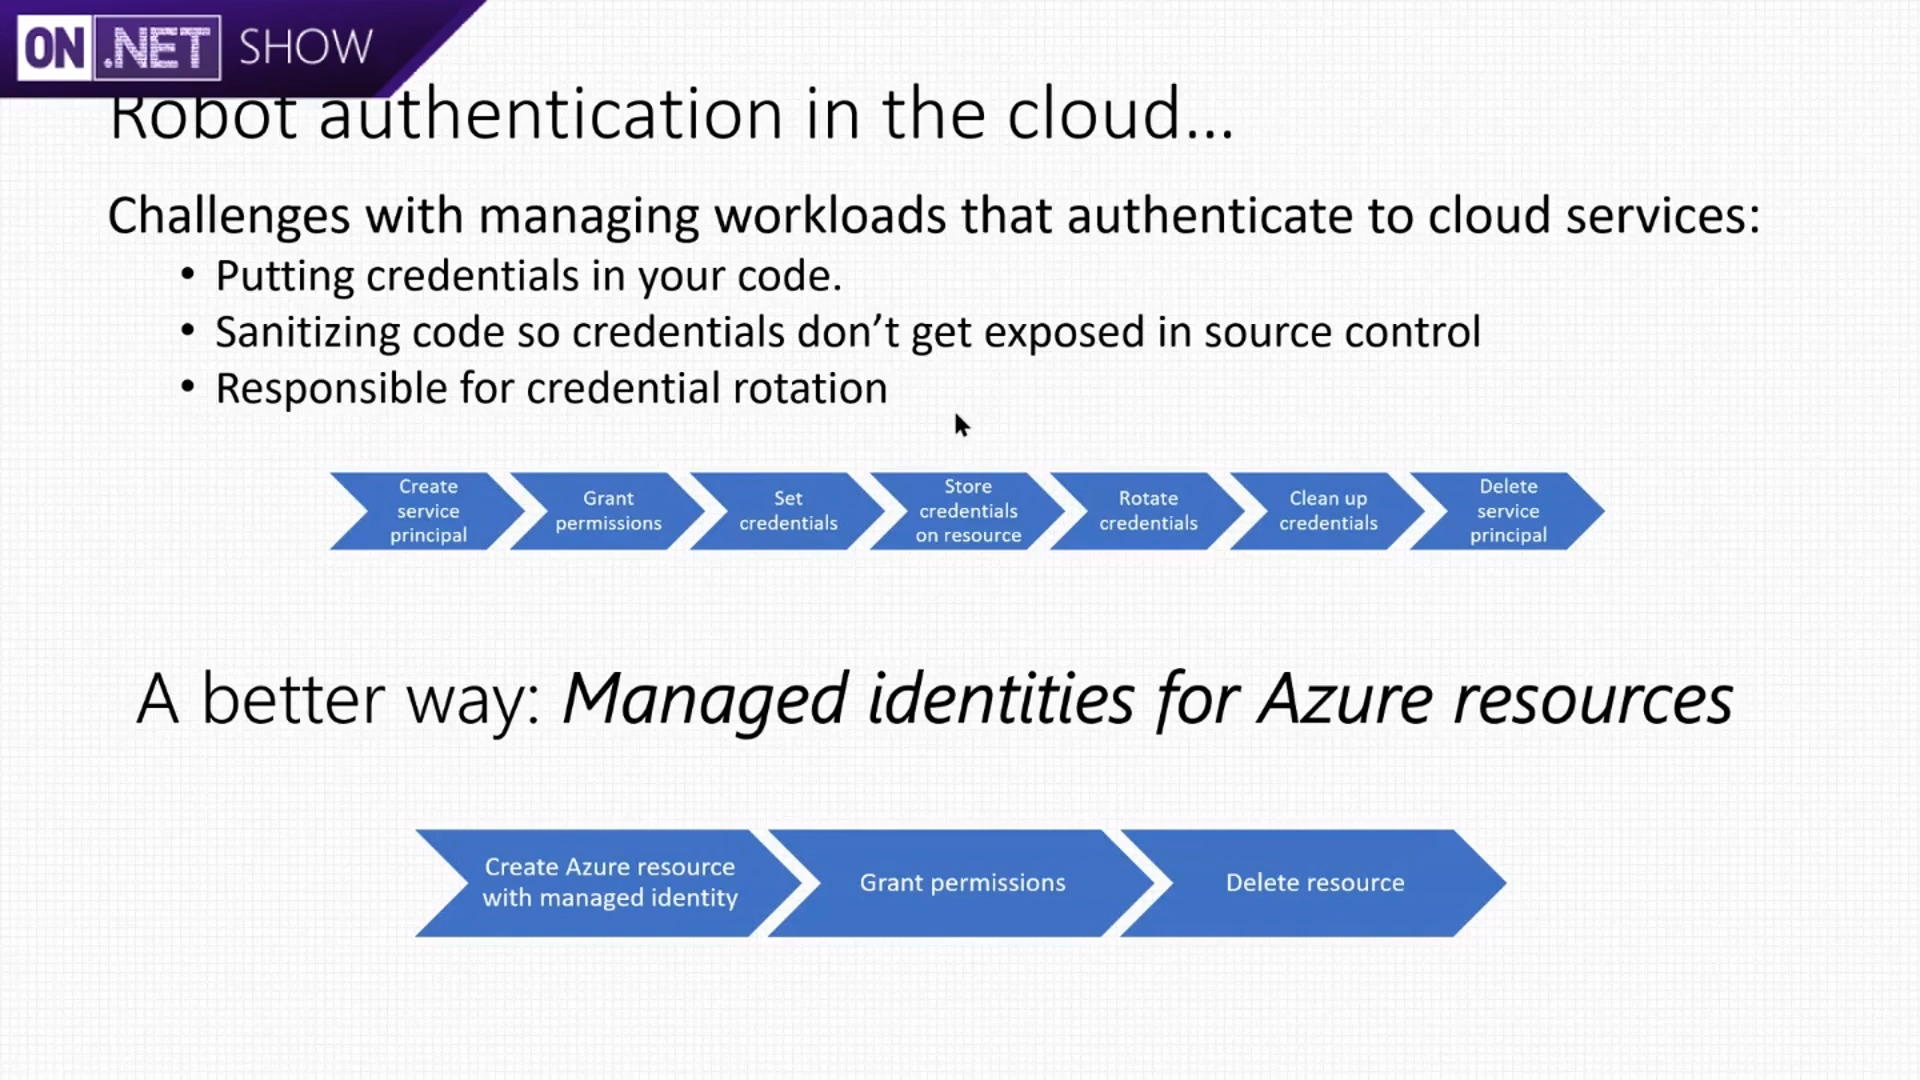 ON .NET SHOW
Robot authentication in the cloud...
Challenges with managing workloads that authenticate to cloud services:
• Putting credentials in your code.
• Sanitizing code so credentials don’t get exposed in source control
• Responsible for credential rotation
Create
service
principal
Grant
permissions
Set
credentials
Store
credentials
on resource
Rotate
credentials
Clean up
credentials
Delete
service
principal
A better way: Managed identities for Azure resources
Create Azure resource
with managed identity
Grant permissions
Delete resource